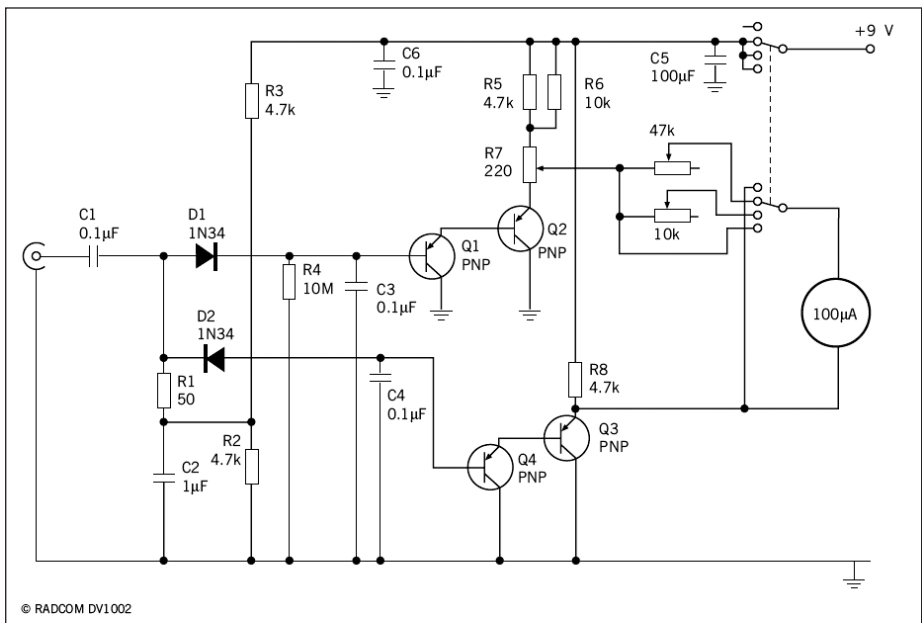 +9 V
C6
0.1µF
C5
100µF
R3
4.7k
R5
4.7k
R6
10k
47k
R7
220
C1
0.1µF
D1
1N34
Q2
PNP
10k
Q1
PNP
R4
10M
C3
0.1µF
100µA
D2
1N34
R1
50
C4
0.1µF
R8
4.7k
R2
4.7k
Q3
PNP
Q4
PNP
C2
1µF
© RADCOM DV1002